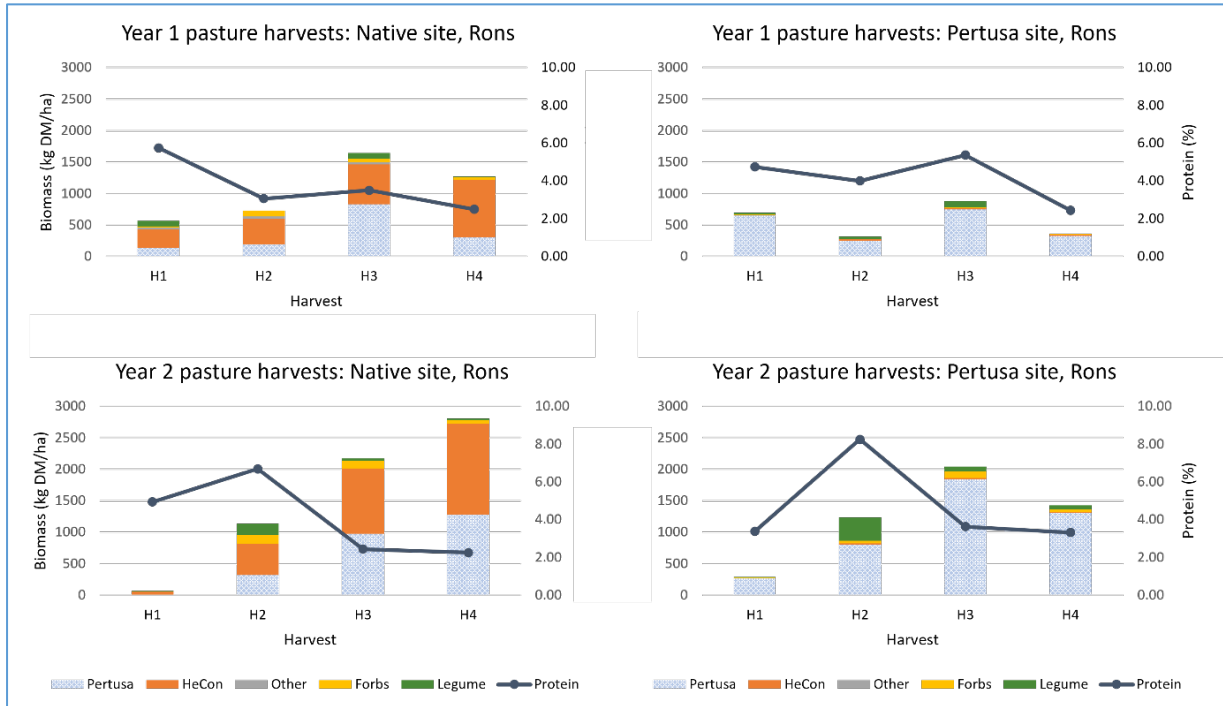 Year 1 pasture harvests: Native site, Rons
3000
2500
2000
1500
1000
500
0
Biomass (kg DM/ha)
10.00
8.00
6.00
4.00
2.00
0.00
H1 H2 H3 H4
Harvest
Year 1 pasture harvests: Pertusa site, Rons
3000
2500
2000
1500
1000
500
0
10.00
8.00
6.00
4.00
2.00
0.00
Protein (%)
H1 H2 H3 H4
Harvest
Year 2 pasture harvests: Native site, Rons
3000
2500
2000
1500
1000
500
0
Biomass (kg DM/ha)
10.00
8.00
6.00
4.00
2.00
0.00
H1 H2 H3 H4
Harvest
Pertusa HeCon Other Forbs Legume Protein
Year 2 pasture harvests: Pertusa site, Rons
3000
2500
2000
1500
1000
500
0
10.00
8.00
6.00
4.00
2.00
0.00
Protein (%)
H1 H2 H3 H4
Harvest
Pertusa HeCon Other Forbs Legume Protein